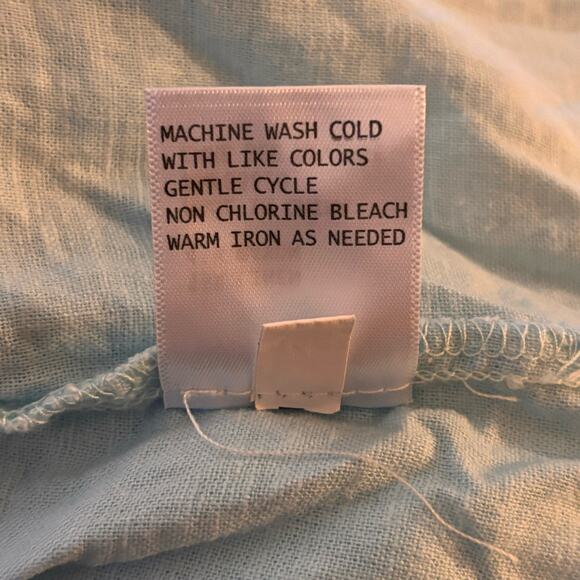 MACHINE WASH COLD
WITH LIKE COLORS
GENTLE CYCLE
NON CHLORINE BLEACH
WARM IRON AS NEEDED